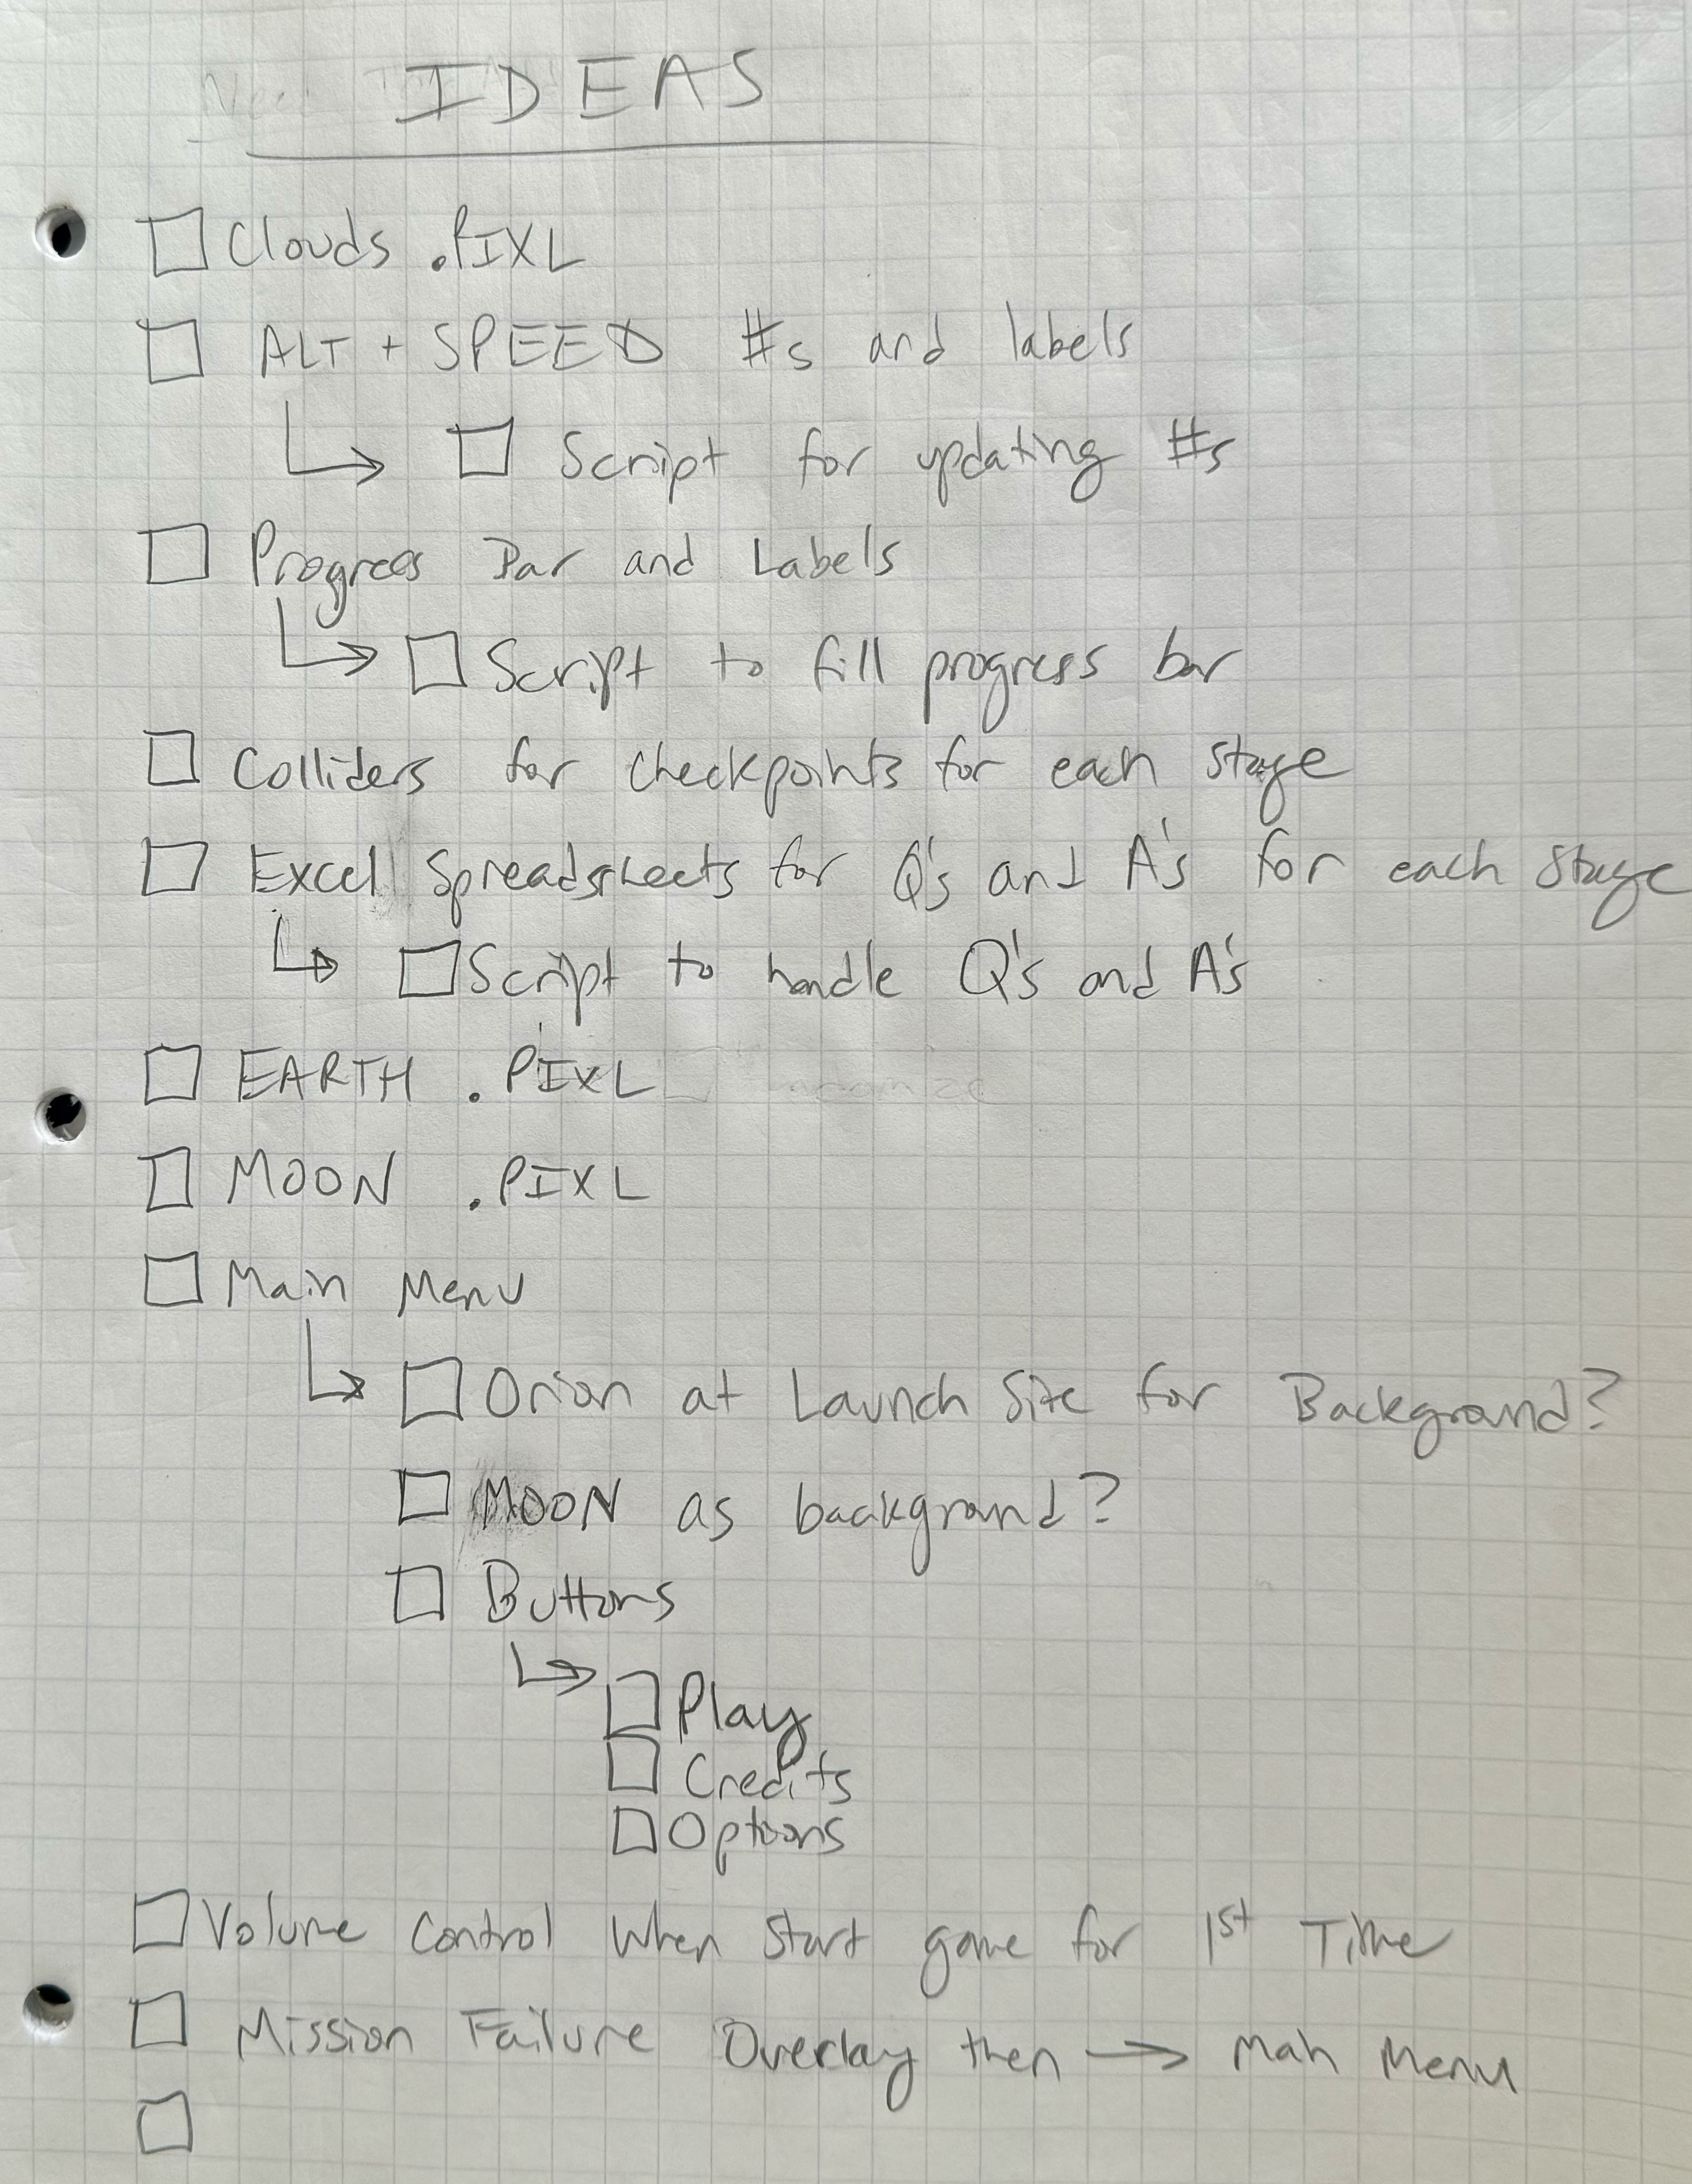 IDEAS
Clouds .PIXL
ALT + SPEED #s and labels
Script for updating #s
Progress Bar and Labels
Script to fill progress bar
Colliders for checkpoints for each stage
Excel Spreadsheets for Q's and A's for each stage
Script to handle Q's and A's
EARTH .PIXL
MOON .PIXL
Main Menu
Orion at Launch Site for Background?
MOON as background?
Buttons
Play
Credits
Options
Volume Control When Start game for 1st Time
Mission Failure Overlay then → Main Menu